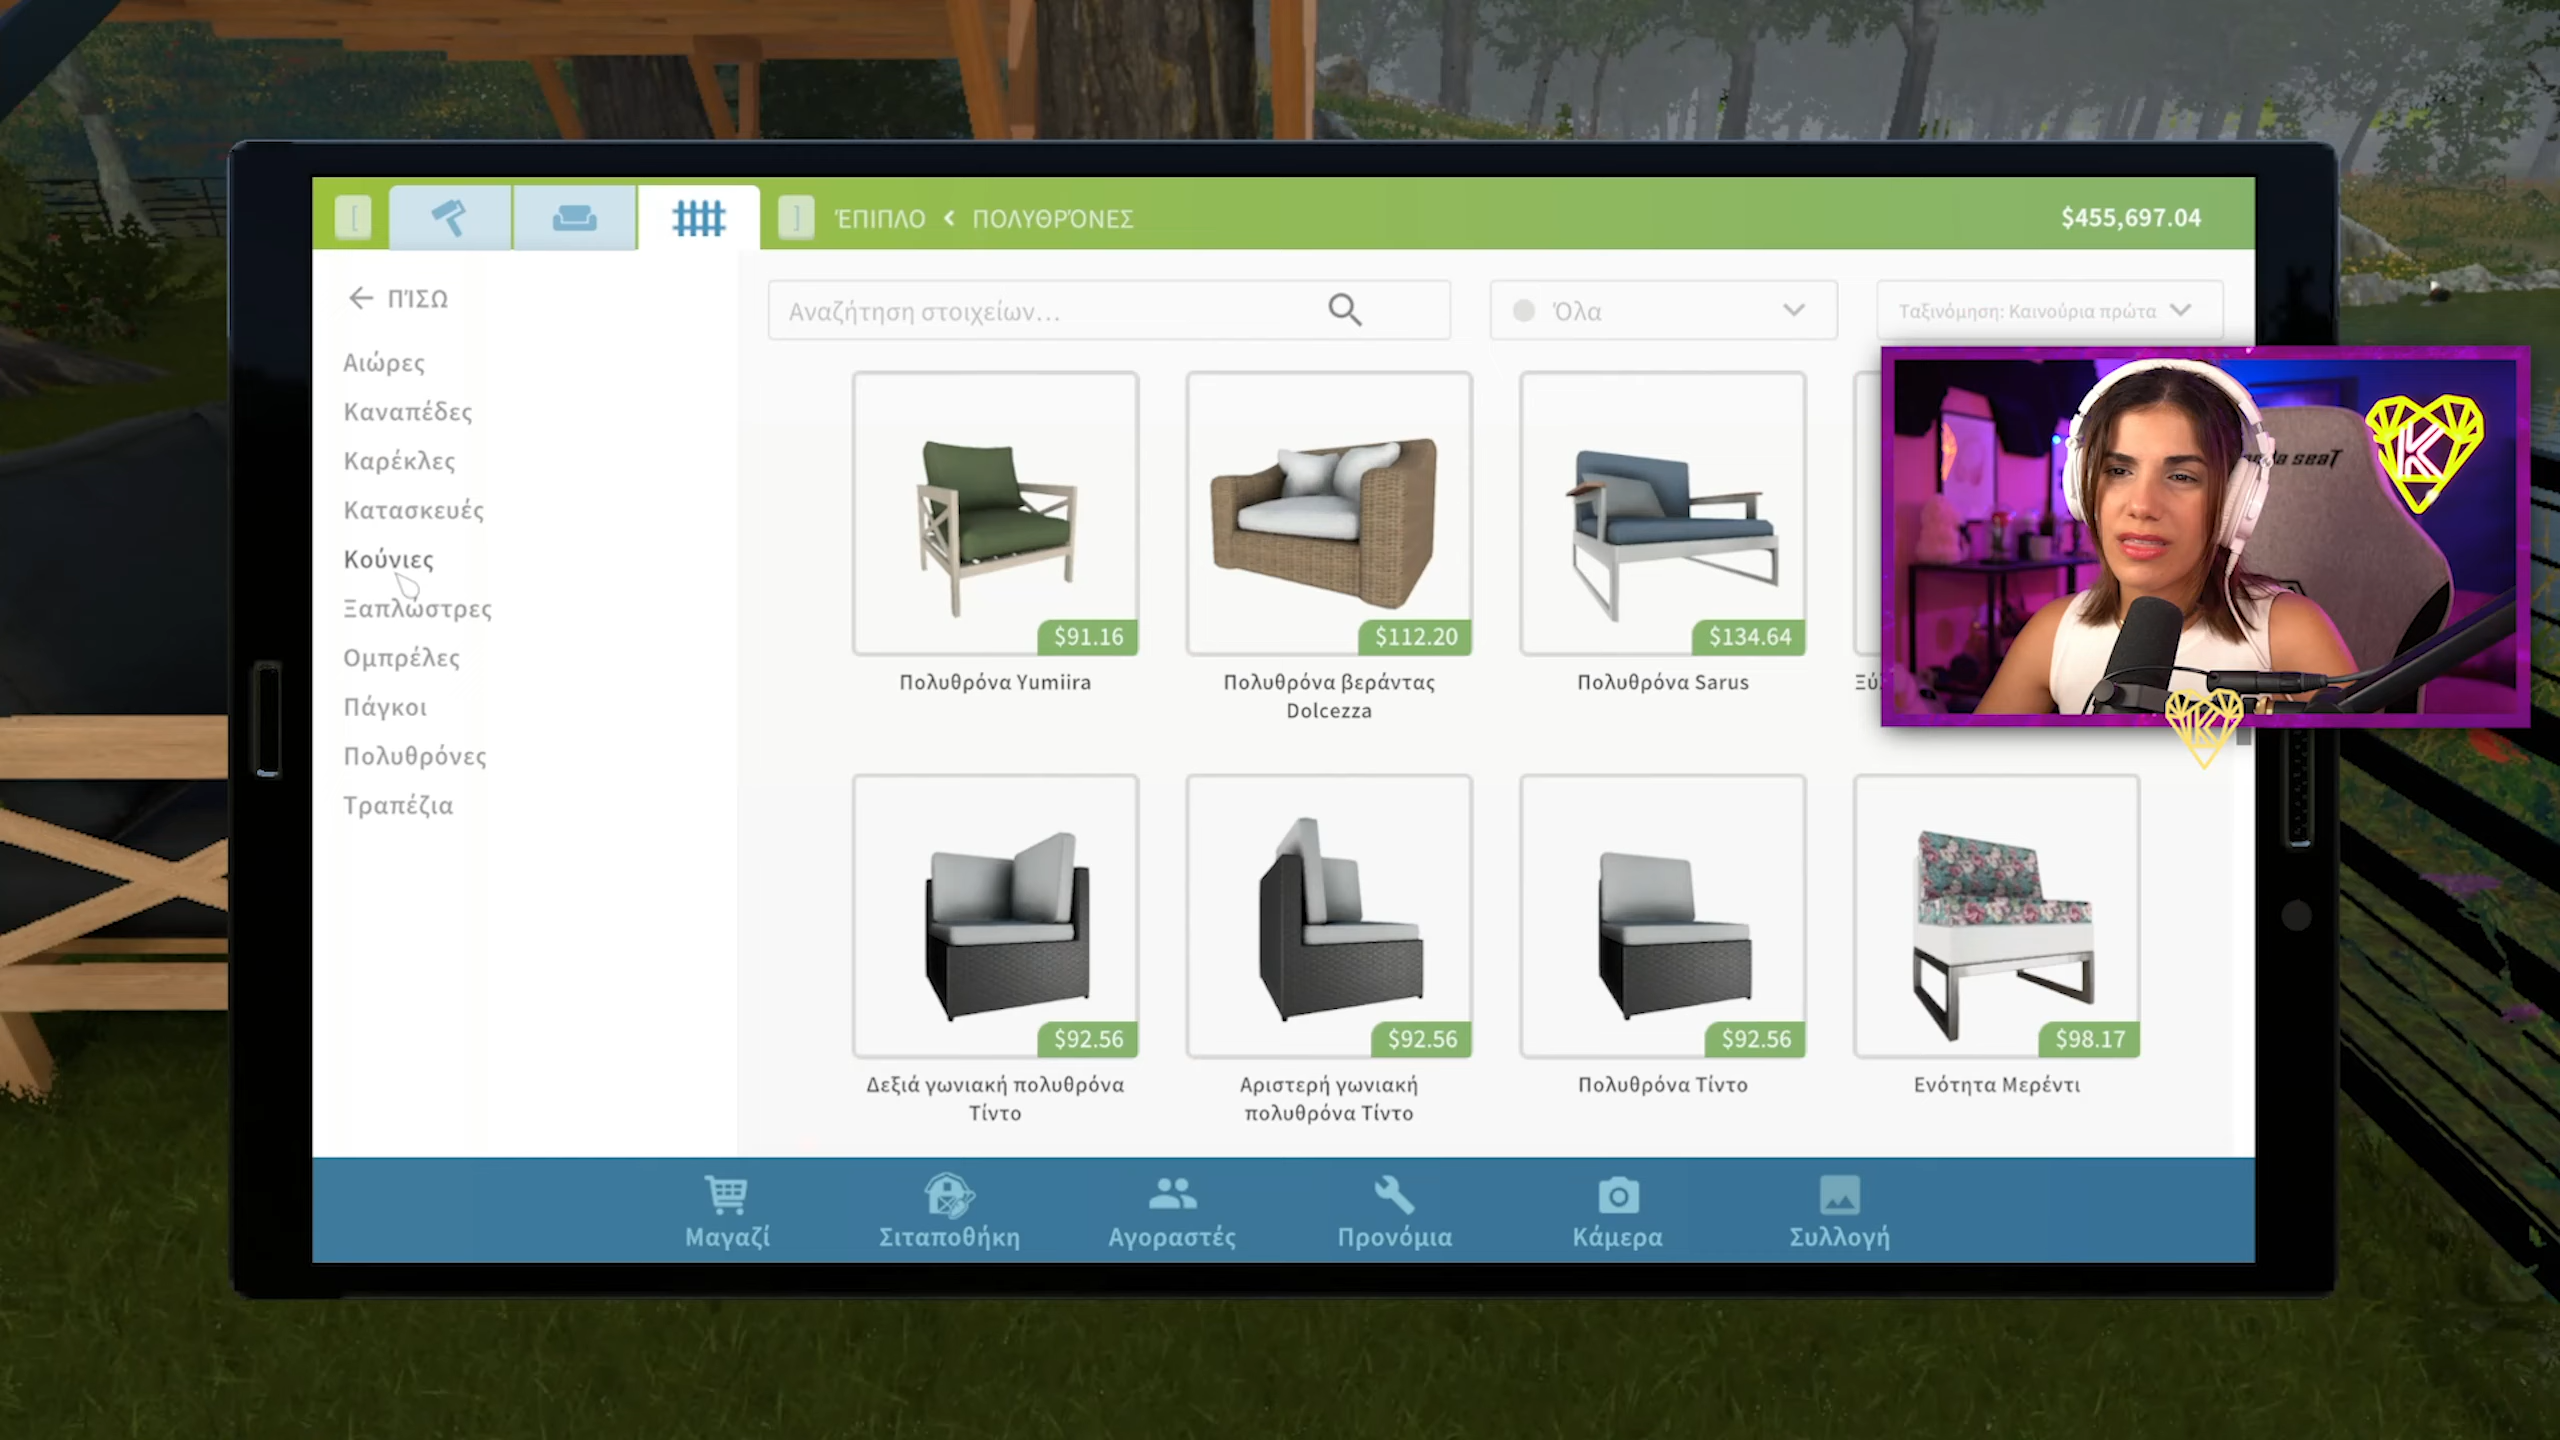 [
]
ΈΠΙΠΛΟ < ΠΟΛΥΘΡΌΝΕΣ
$455,697.04
ΠΊΣΩ
Αιώρες
Καναπέδες
Καρέκλες
Κατασκευές
Κούνιες
Ξαπλώστρες
Ομπρέλες
Πάγκοι
Πολυθρόνες
Τραπέζια
Αναζήτηση στοιχείων...
Όλα
Ταξινόμηση: Καινούρια πρώτα
$91.16
$112.20
$134.64
Πολυθρόνα Yumiira
Πολυθρόνα βεράντας
Dolcezza
Πολυθρόνα Sarus
seaT
K
K
$92.56
$92.56
$92.56
$98.17
Δεξιά γωνιακή πολυθρόνα
Τίντο
Αριστερή γωνιακή
πολυθρόνα Τίντο
Πολυθρόνα Τίντο
Ενότητα Μερέντι
Μαγαζί
Σιταποθήκη
Αγοραστές
Προνόμια
Κάμερα
Συλλογή